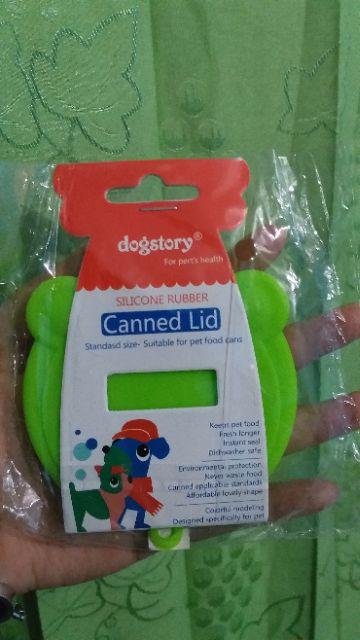 dogstory®
For pert's health
SILICONE RUBBER
Canned Lid
Standasd size- Suitable for pet food cans
Keeps pet food
Fresh longer
Instant seal
Dishwasher safe
Environmental protection
Never waste food
Canned applicable standards
Affordable lovely shape
Colorful modeling
Designed specifically for pet